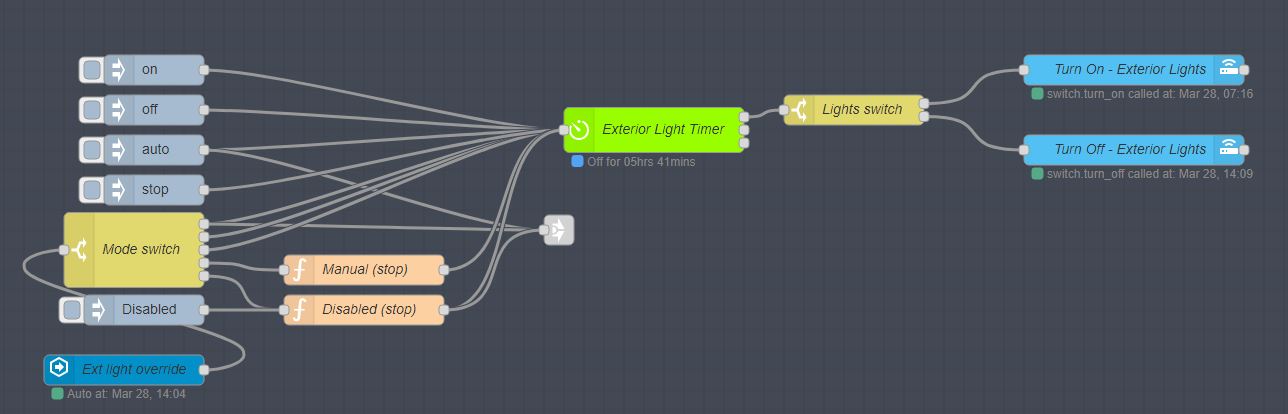 on
Turn On - Exterior Lights
switch.turn_on called at: Mar 28, 07:16
off
Lights switch
Exterior Light Timer
auto
Turn Off - Exterior Lights
Off for 05hrs 41mins
switch.turn_off called at: Mar 28, 14:09
stop
Mode switch
Manual (stop)
Disabled
Disabled (stop)
Ext light override
Auto at: Mar 28, 14:04